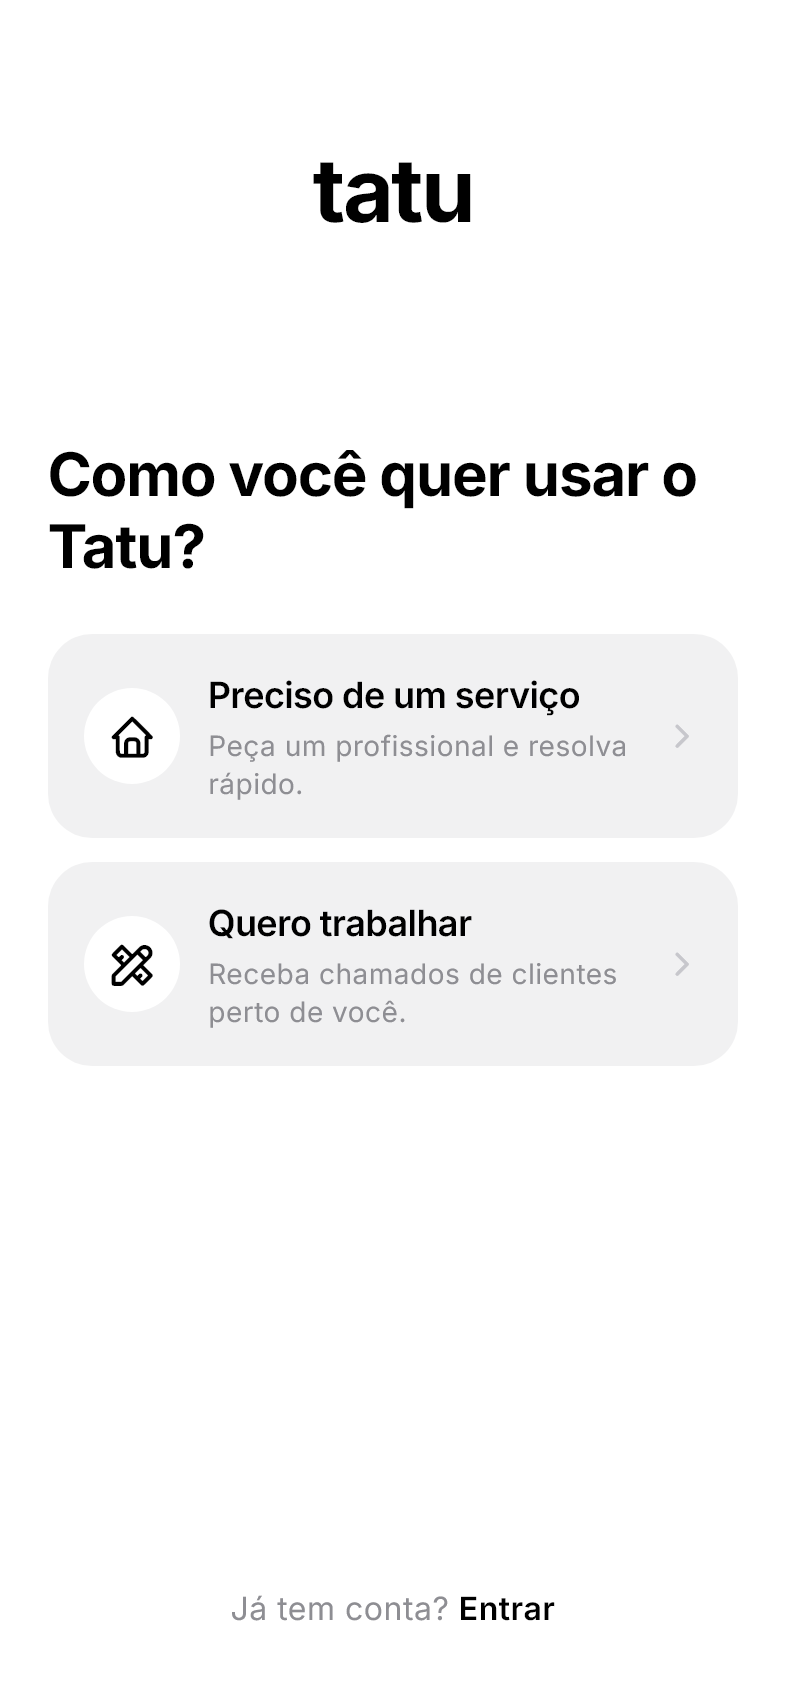 tatu
Como você quer usar o
Tatu?
Preciso de um serviço
Peça um profissional e resolva
rápido.
Quero trabalhar
Receba chamados de clientes
perto de você.
Já tem conta? Entrar